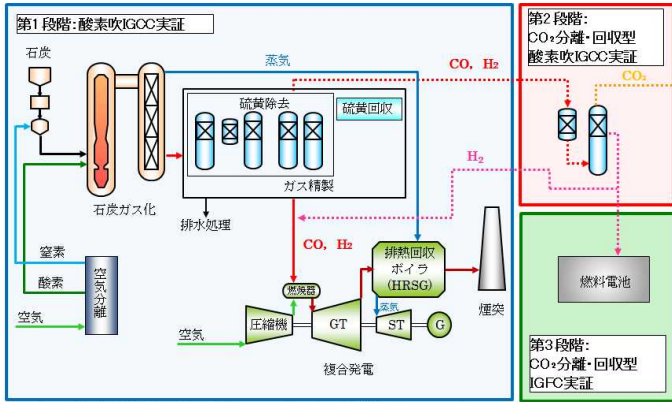 第1段階:酸素吹IGCC実証
石炭
蒸気
CO, H₂
硫黄除去
硫黄回収
ガス精製
石炭ガス化
排水処理
CO, H₂
窒素
酸素
空気
空気分離
燃焼器
排熱回収
ボイラ
(HRSG)
蒸気
空気
圧縮機
GT
ST
G
煙突
複合発電
第2段階:
CO₂分離・回収型
酸素吹IGCC実証
CO₂
H₂
燃料電池
第3段階:
CO₂分離・回収型
IGFC実証